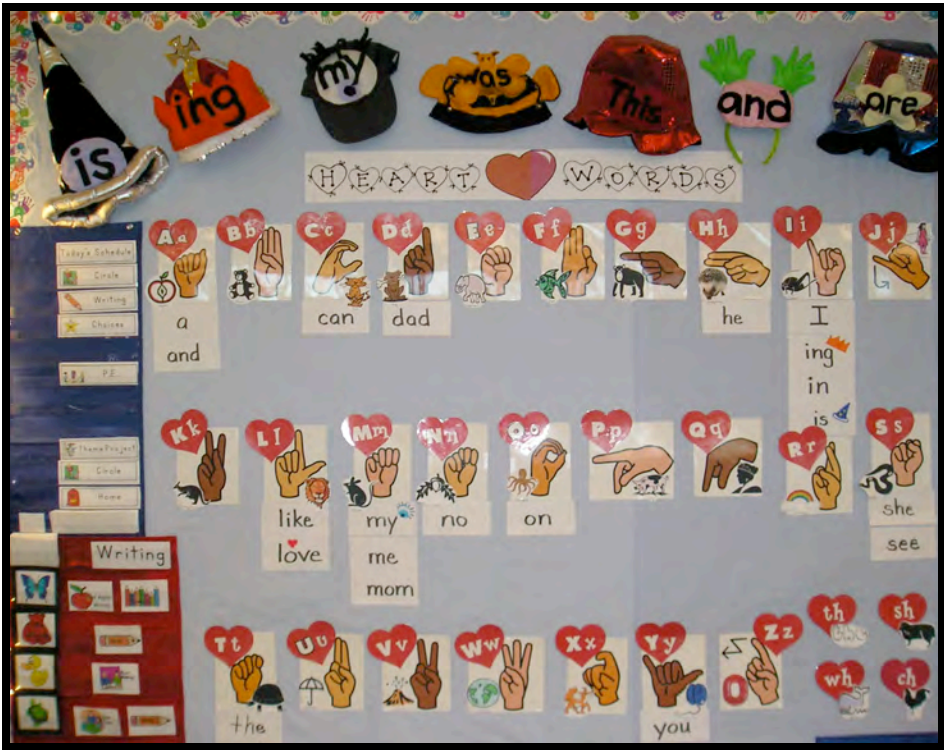 is
ing
my
was
This
and
are
HEART WORDS
Aa
Bb
Cc
Dd
Ee
Ff
Gg
Hh
Ii
Jj
a
and
can
dad
he
I
ing
in
is
Today's Schedule
Circle
Writing
Choices
P.E.
Theme Project
Circle
Home
Kk
Ll
Mm
Nn
Oo
Pp
Qq
Rr
Ss
like
love
my
me
mom
no
on
she
see
Writing
Tt
Uu
Vv
Ww
Xx
Yy
Zz
the
you
th
sh
wh
ch